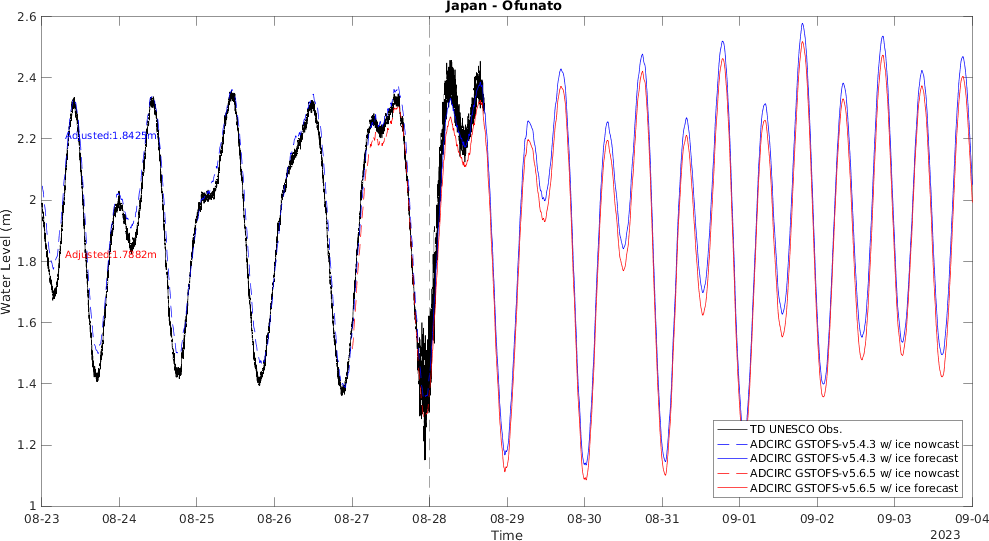 Japan - Ofunato
2.6
2.4
2.2
2
1.8
1.6
1.4
1.2
1
Water Level (m)
Adjusted:1.8425m
Adjusted:1.7882m
TD UNESCO Obs.
ADCIRC GSTOFS-v5.4.3 w/ ice nowcast
ADCIRC GSTOFS-v5.4.3 w/ ice forecast
ADCIRC GSTOFS-v5.6.5 w/ ice nowcast
ADCIRC GSTOFS-v5.6.5 w/ ice forecast
08-23 08-24 08-25 08-26 08-27 08-28 08-29 08-30 08-31 09-01 09-02 09-03 09-04
Time
2023